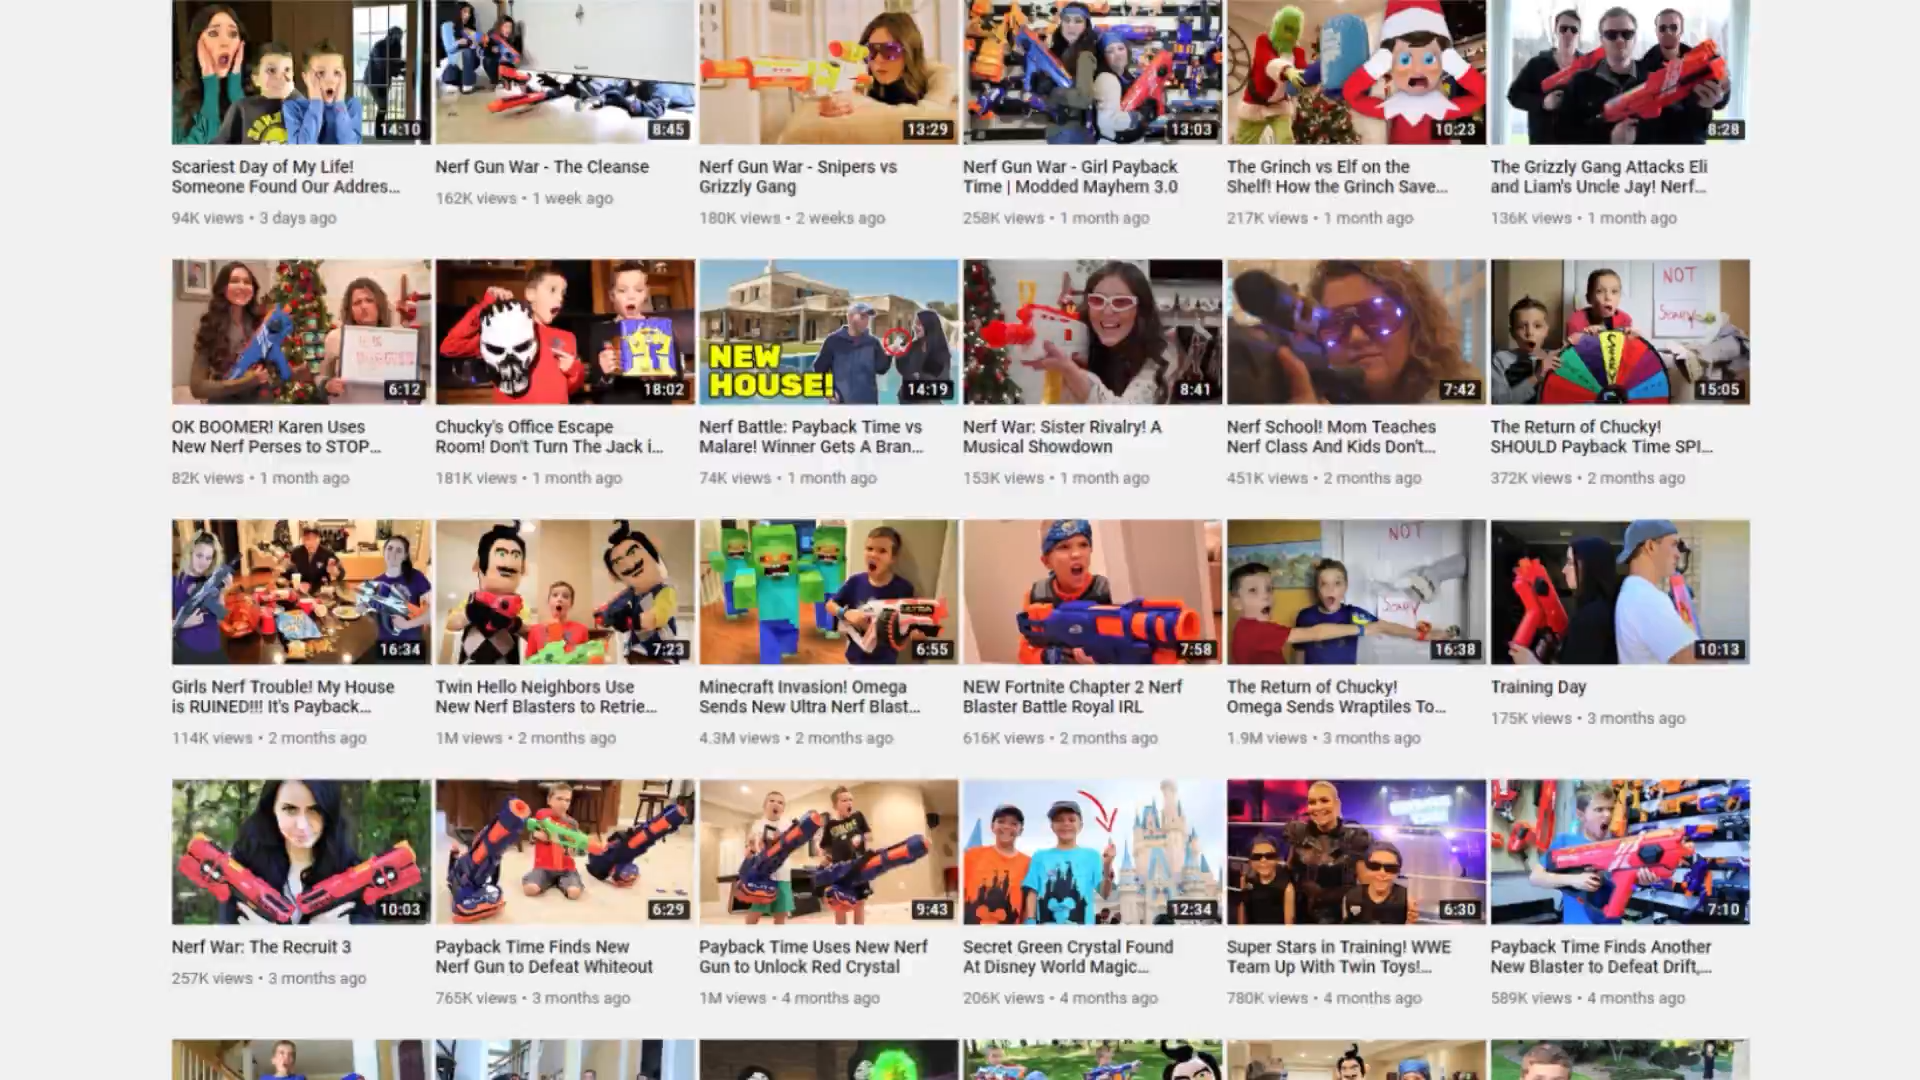 14:10
8:45
13:29
13:03
10:23
8:28
Scariest Day of My Life!
Someone Found Our Addres...
94K views • 3 days ago
Nerf Gun War - The Cleanse
162K views • 1 week ago
Nerf Gun War - Snipers vs
Grizzly Gang
180K views • 2 weeks ago
Nerf Gun War - Girl Payback
Time | Modded Mayhem 3.0
258K views • 1 month ago
The Grinch vs Elf on the
Shelf! How the Grinch Save...
217K views • 1 month ago
The Grizzly Gang Attacks Eli
and Liam's Uncle Jay! Nerf...
136K views • 1 month ago
6:12
18:02
NEW
HOUSE!
14:19
8:41
7:42
NOT
Scary
15:05
OK BOOMER! Karen Uses
New Nerf Perses to STOP...
82K views • 1 month ago
Chucky's Office Escape
Room! Don't Turn The Jack i...
181K views • 1 month ago
Nerf Battle: Payback Time vs
Malare! Winner Gets A Bran...
74K views • 1 month ago
Nerf War: Sister Rivalry! A
Musical Showdown
153K views • 1 month ago
Nerf School! Mom Teaches
Nerf Class And Kids Don't...
451K views • 2 months ago
The Return of Chucky!
SHOULD Payback Time SPI...
372K views • 2 months ago
16:34
7:23
ULTRA
6:55
7:58
NOT
Scary
16:38
10:13
Girls Nerf Trouble! My House
is RUINED!!! It's Payback...
114K views • 2 months ago
Twin Hello Neighbors Use
New Nerf Blasters to Retrie...
1M views • 2 months ago
Minecraft Invasion! Omega
Sends New Ultra Nerf Blast...
4.3M views • 2 months ago
NEW Fortnite Chapter 2 Nerf
Blaster Battle Royal IRL
616K views • 2 months ago
The Return of Chucky!
Omega Sends Wraptiles To...
1.9M views • 3 months ago
Training Day
175K views • 3 months ago
10:03
6:29
9:43
12:34
6:30
7:10
Nerf War: The Recruit 3
257K views • 3 months ago
Payback Time Finds New
Nerf Gun to Defeat Whiteout
765K views • 3 months ago
Payback Time Uses New Nerf
Gun to Unlock Red Crystal
1M views • 4 months ago
Secret Green Crystal Found
At Disney World Magic...
206K views • 4 months ago
Super Stars in Training! WWE
Team Up With Twin Toys!...
780K views • 4 months ago
Payback Time Finds Another
New Blaster to Defeat Drift,...
589K views • 4 months ago